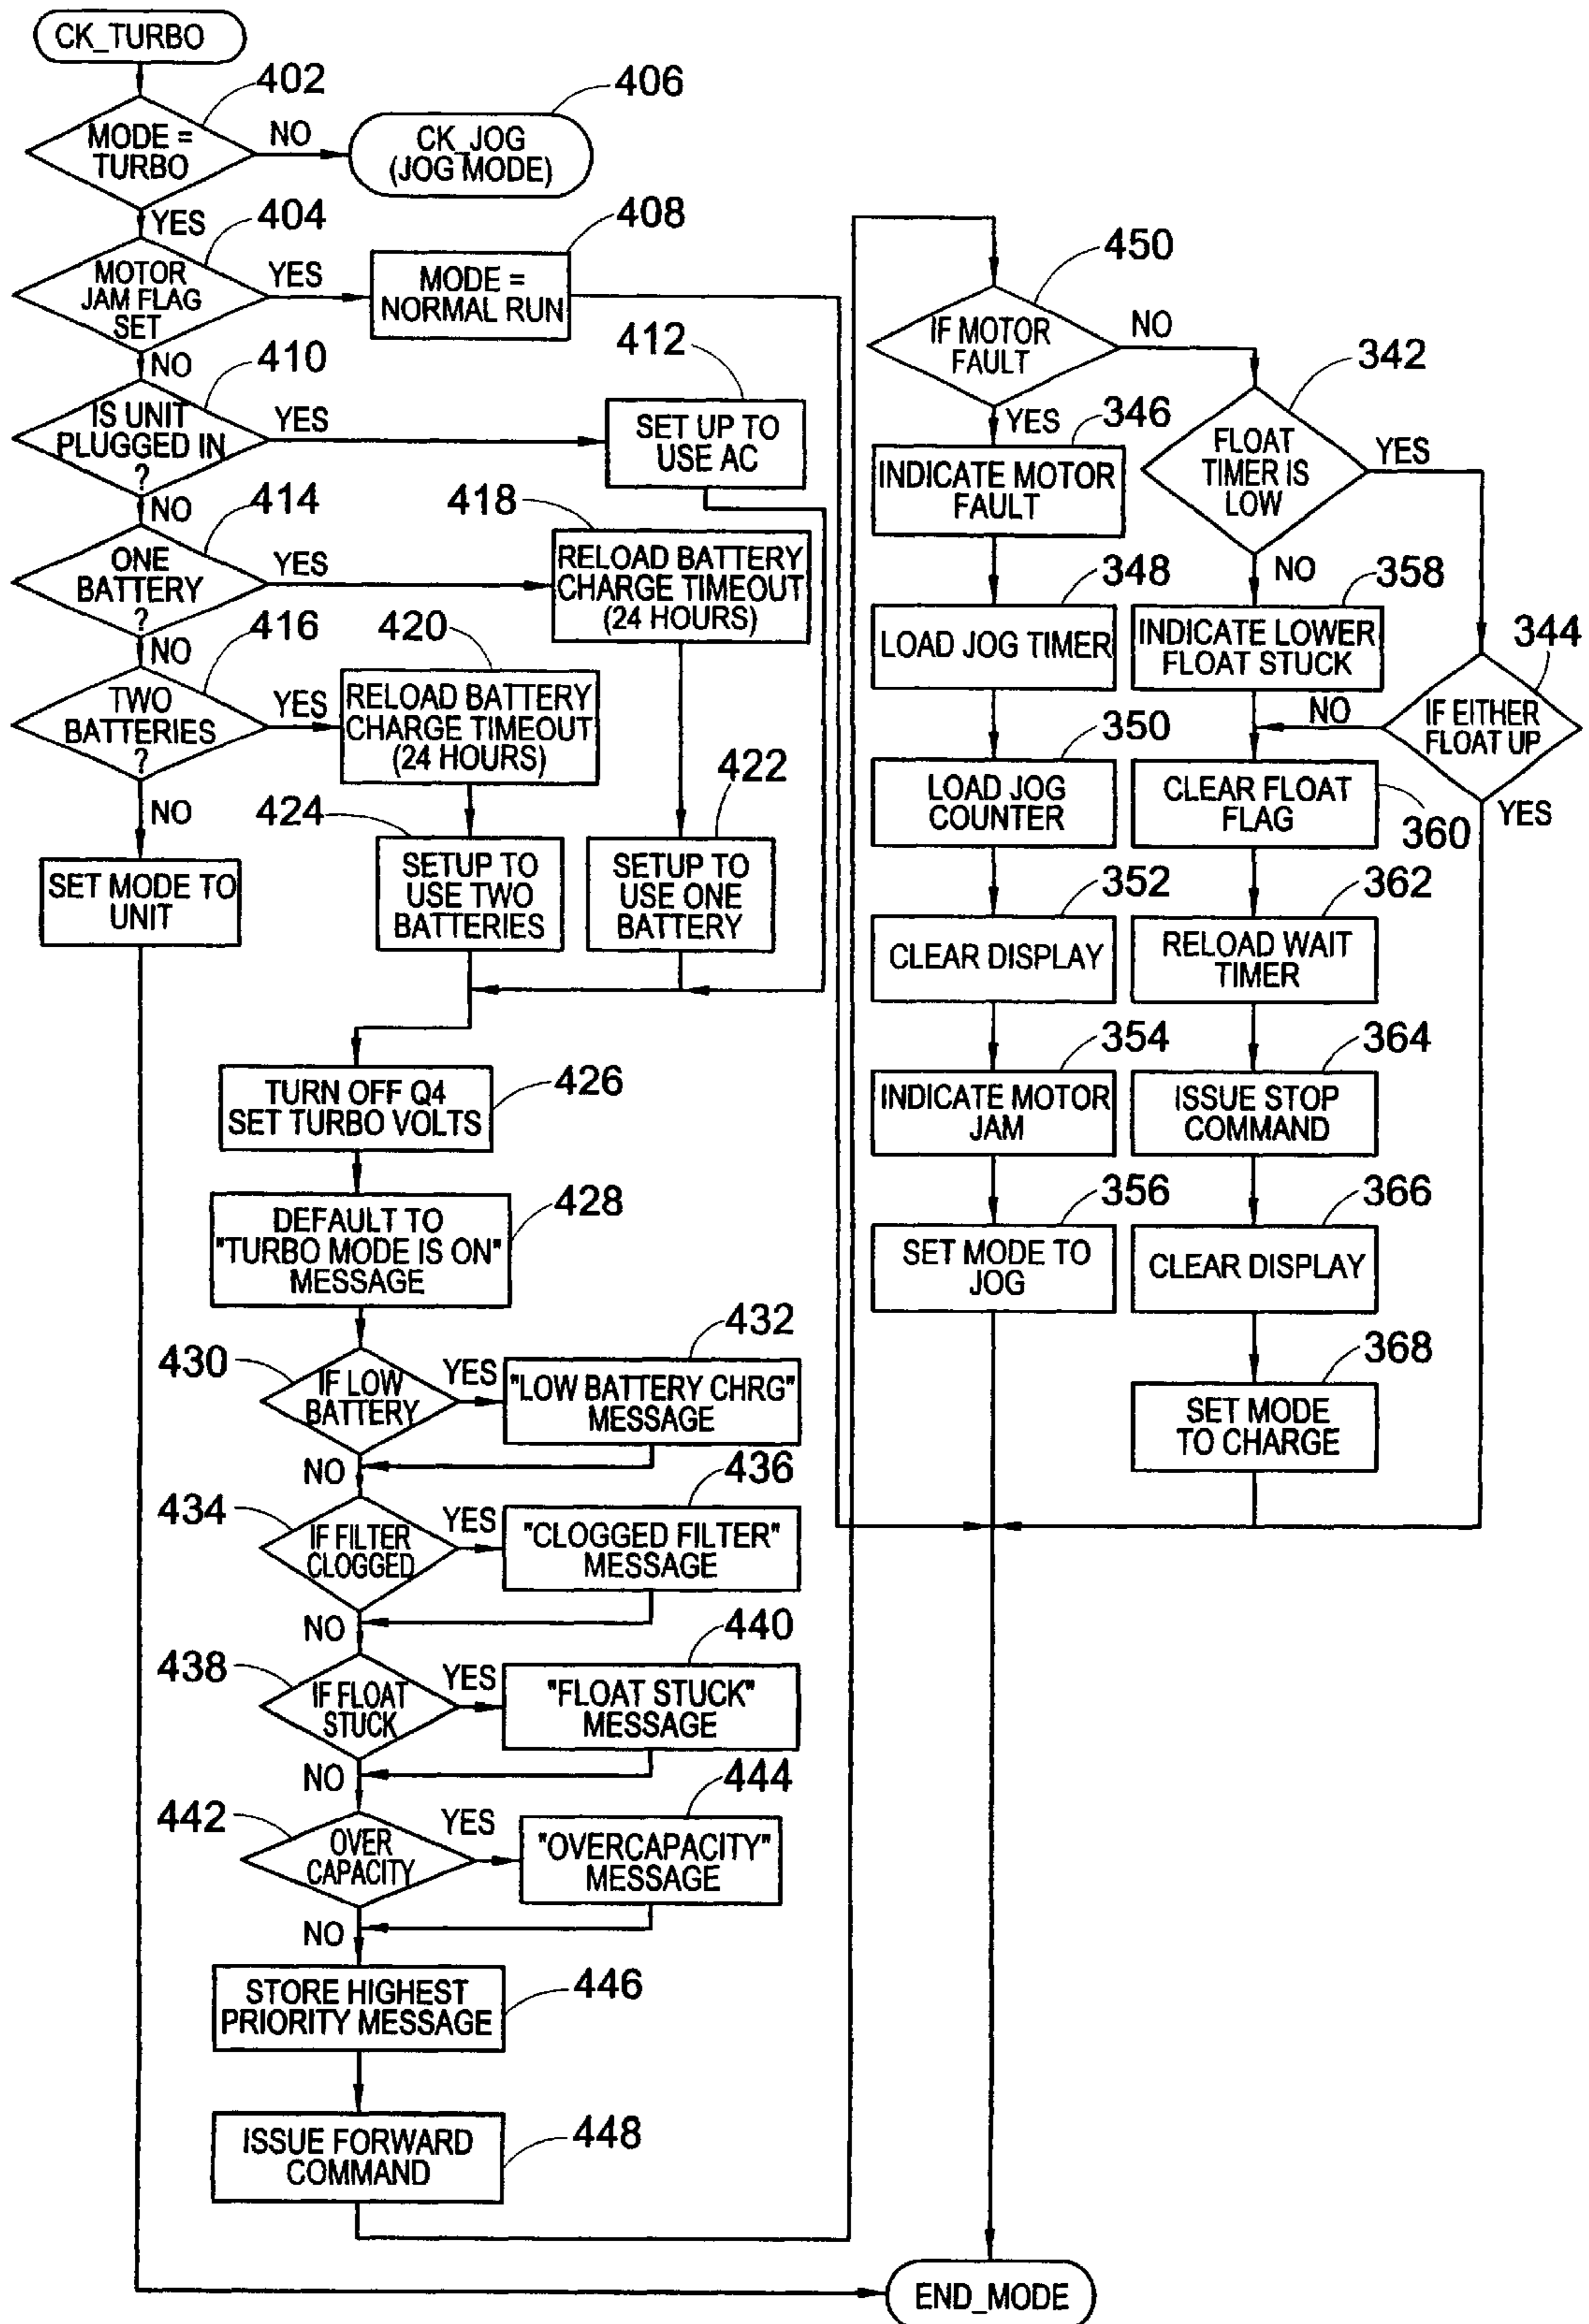 CK_TURBO
402
MODE =
TURBO
NO
406
CK_JOG
(JOG MODE)
YES
404
MOTOR
JAM FLAG
SET
YES
408
MODE =
NORMAL RUN
NO
410
IS UNIT
PLUGGED IN
?
YES
412
SET UP TO
USE AC
NO
414
ONE
BATTERY
?
YES
418
RELOAD BATTERY
CHARGE TIMEOUT
(24 HOURS)
NO
416
TWO
BATTERIES
?
YES
420
RELOAD BATTERY
CHARGE TIMEOUT
(24 HOURS)
NO
SET MODE TO
UNIT
424
SETUP TO
USE TWO
BATTERIES
422
SETUP TO
USE ONE
BATTERY
TURN OFF Q4
SET TURBO VOLTS
426
DEFAULT TO
"TURBO MODE IS ON"
MESSAGE
428
430
IF LOW
BATTERY
YES
432
"LOW BATTERY CHRG"
MESSAGE
NO
434
IF FILTER
CLOGGED
YES
436
"CLOGGED FILTER"
MESSAGE
NO
438
IF FLOAT
STUCK
YES
440
"FLOAT STUCK"
MESSAGE
NO
442
OVER
CAPACITY
YES
444
"OVERCAPACITY"
MESSAGE
NO
STORE HIGHEST
PRIORITY MESSAGE
446
ISSUE FORWARD
COMMAND
448
450
IF MOTOR
FAULT
NO
YES
346
INDICATE MOTOR
FAULT
348
LOAD JOG TIMER
350
LOAD JOG
COUNTER
352
CLEAR DISPLAY
354
INDICATE MOTOR
JAM
356
SET MODE TO
JOG
342
FLOAT
TIMER IS
LOW
YES
NO
358
INDICATE LOWER
FLOAT STUCK
344
IF EITHER
FLOAT UP
NO
YES
CLEAR FLOAT
FLAG
360
362
RELOAD WAIT
TIMER
364
ISSUE STOP
COMMAND
366
CLEAR DISPLAY
368
SET MODE
TO CHARGE
END_MODE